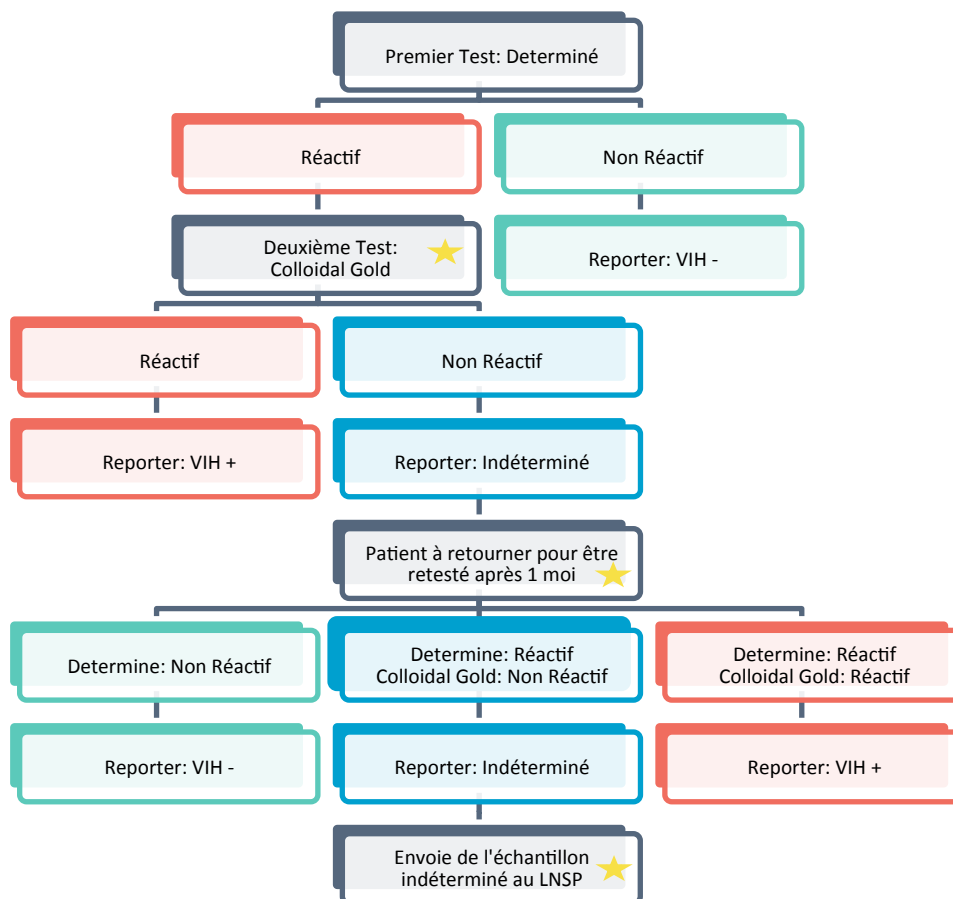 Premier Test: Determiné
Réactif
Non Réactif
Deuxième Test:
Colloidal Gold
Reporter: VIH -
Réactif
Non Réactif
Reporter: VIH +
Reporter: Indéterminé
Patient à retourner pour être
retesté après 1 moi
Determine: Non Réactif
Determine: Réactif
Colloidal Gold: Non Réactif
Determine: Réactif
Colloidal Gold: Réactif
Reporter: VIH -
Reporter: Indéterminé
Reporter: VIH +
Envoie de l'échantillon
indéterminé au LNSP